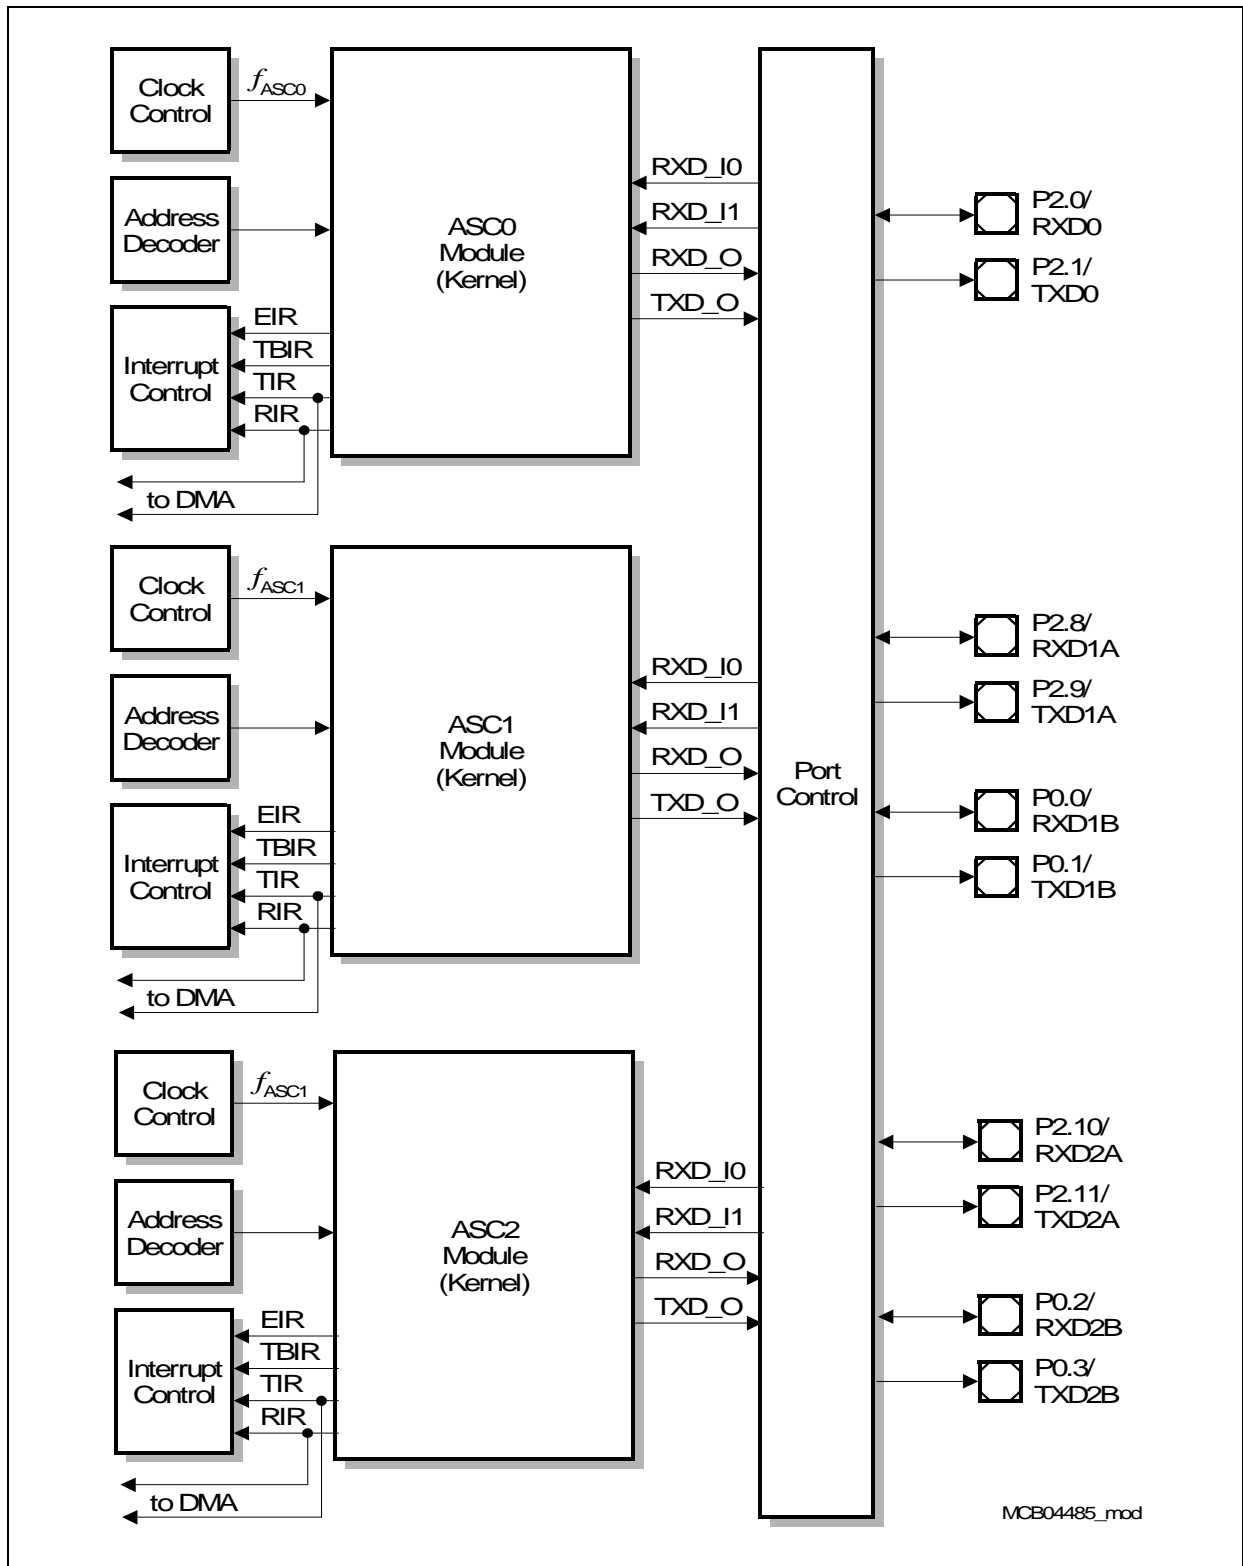 Clock
Control
fASC0
Address
Decoder
ASC0
Module
(Kernel)
EIR
TBIR
TIR
RIR
Interrupt
Control
to DMA
RXD_I0
RXD_I1
RXD_O
TXD_O
P2.0/
RXD0
P2.1/
TXD0
Clock
Control
fASC1
Address
Decoder
ASC1
Module
(Kernel)
EIR
TBIR
TIR
RIR
Interrupt
Control
to DMA
RXD_I0
RXD_I1
RXD_O
TXD_O
Port
Control
P2.8/
RXD1A
P2.9/
TXD1A
P0.0/
RXD1B
P0.1/
TXD1B
Clock
Control
fASC1
Address
Decoder
ASC2
Module
(Kernel)
EIR
TBIR
TIR
RIR
Interrupt
Control
to DMA
RXD_I0
RXD_I1
RXD_O
TXD_O
P2.10/
RXD2A
P2.11/
TXD2A
P0.2/
RXD2B
P0.3/
TXD2B
MCB04485_mod